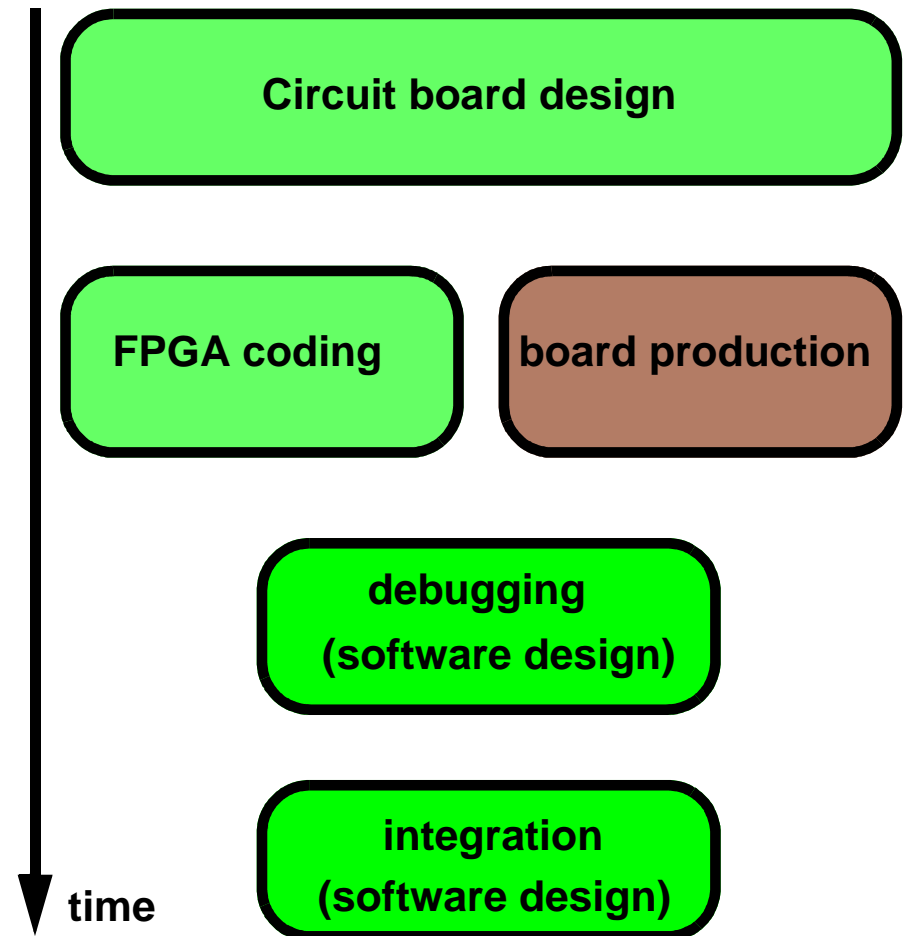 Circuit board design
FPGA coding
board production
debugging
(software design)
integration
(software design)
time